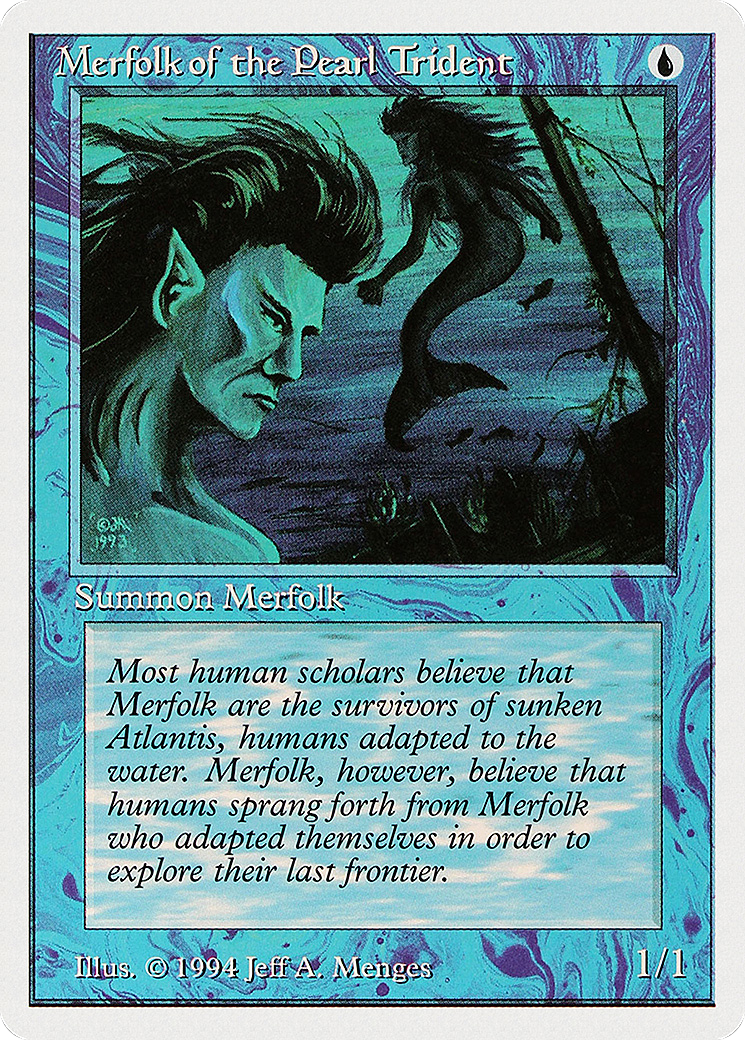 Merfolk of the Pearl Trident
© JM
1993
Summon Merfolk
Most human scholars believe that
Merfolk are the survivors of sunken
Atlantis, humans adapted to the
water. Merfolk, however, believe that
humans sprang forth from Merfolk
who adapted themselves in order to
explore their last frontier.
Illus. © 1994 Jeff A. Menges
1/1